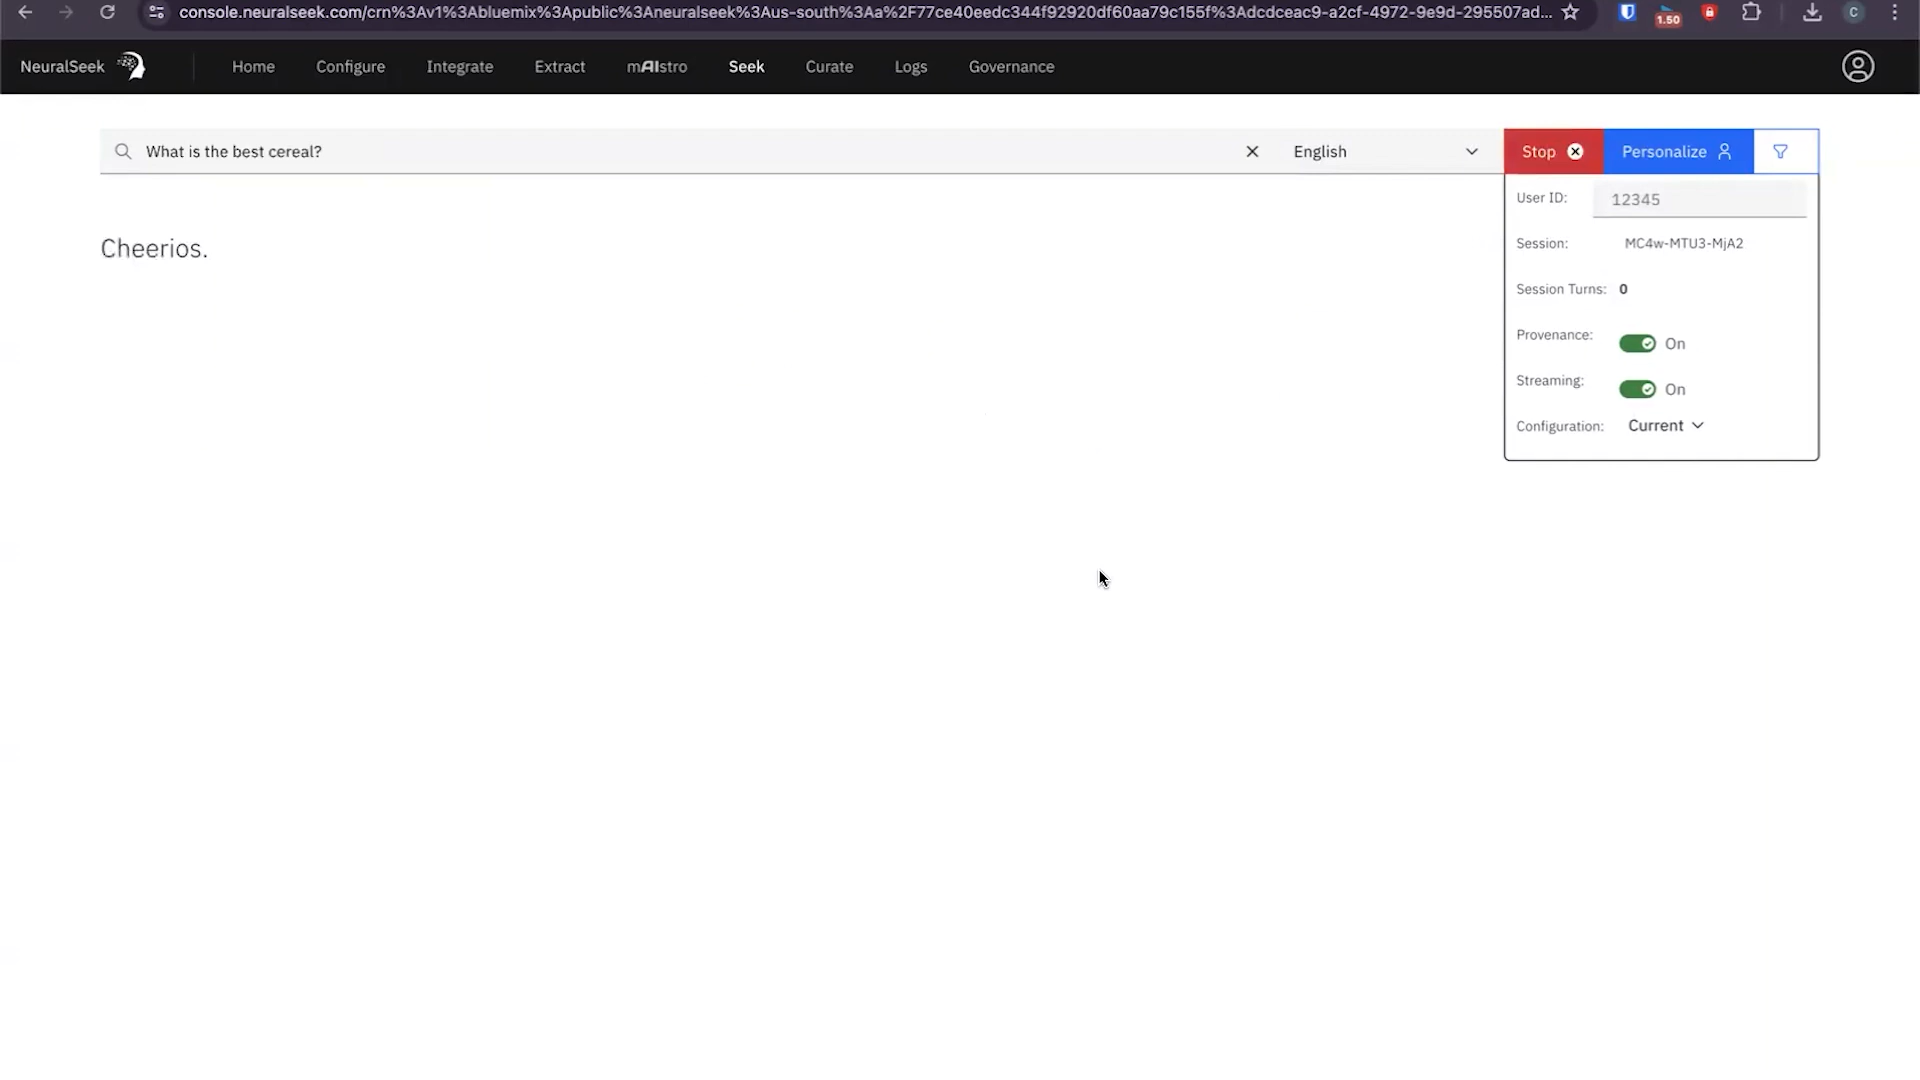 console.neuralseek.com/crn%3Av1%3Abluemix%3Apublic%3Aneuralseek%3Aus-south%3Aa%2F77ce40eedc344f92920df60aa79c155f%3Adcdceac9-a2cf-4972-9e9d-295507ad...
1.50
C
NeuralSeek
Home
Configure
Integrate
Extract
mAIstro
Seek
Curate
Logs
Governance
What is the best cereal?
English
Stop
Personalize
User ID:
12345
Session:
MC4w-MTU3-MjA2
Session Turns: 0
Provenance:
On
Streaming:
On
Configuration:
Current
Cheerios.